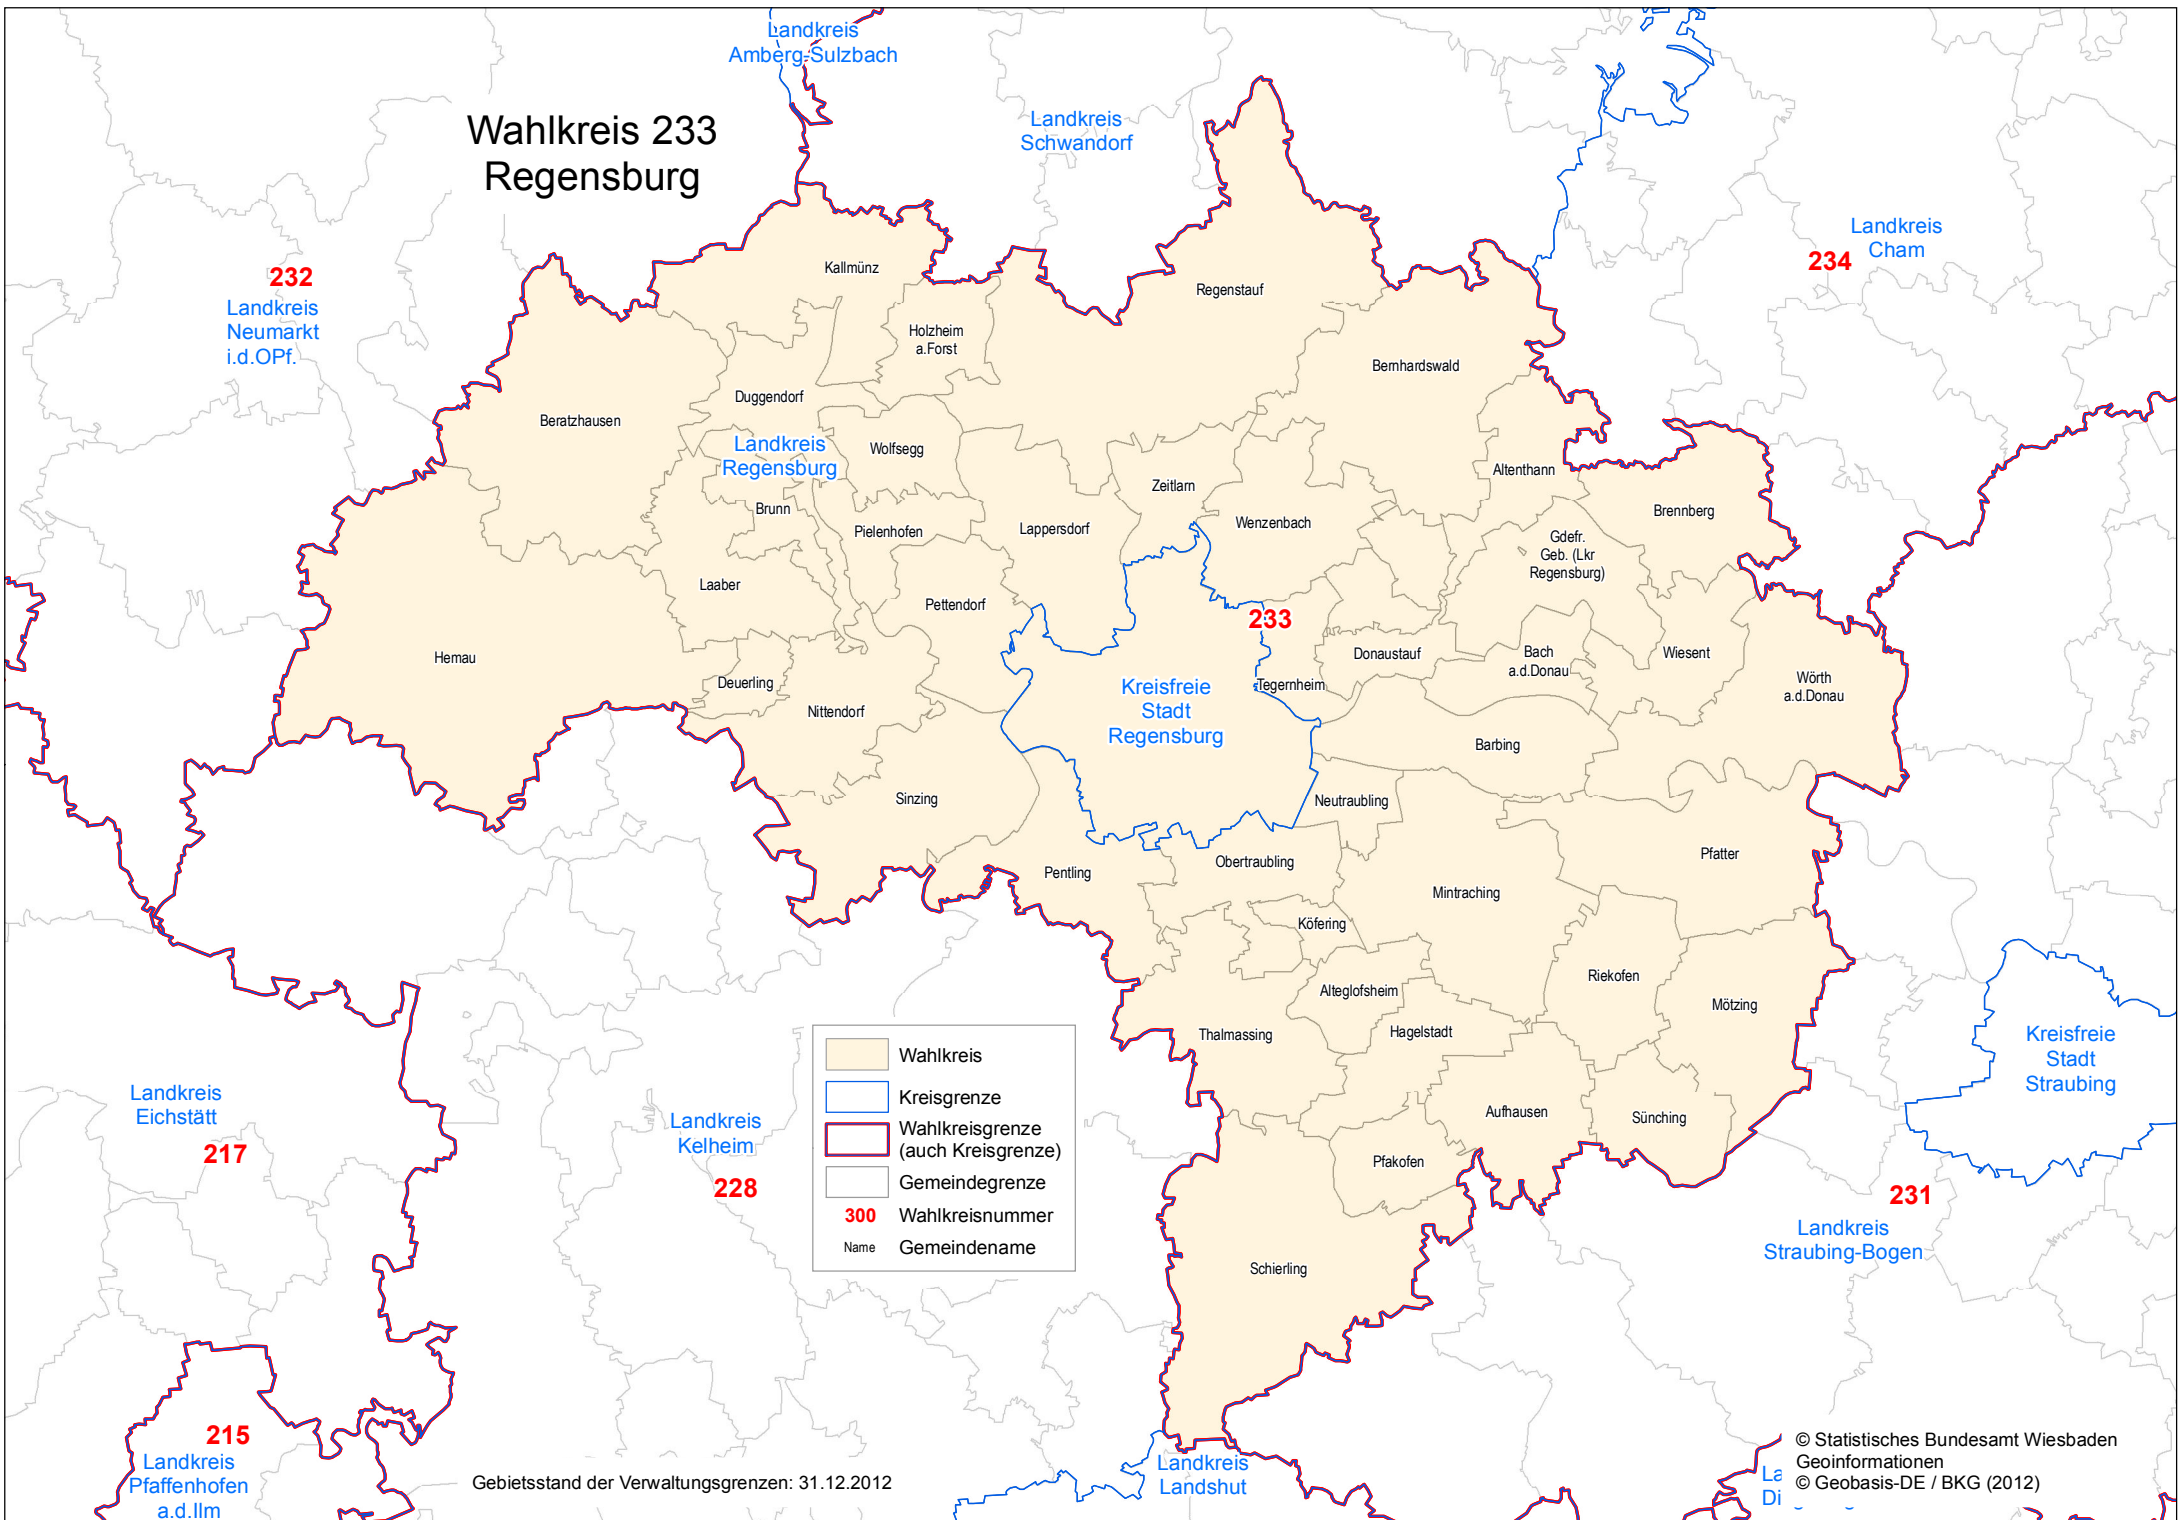 Wahlkreis 233
Regensburg
Landkreis
Amberg-Sulzbach
Landkreis
Schwandorf
Landkreis
Cham
234
232
Landkreis
Neumarkt
i.d.OPf.
Kallmünz
Regenstauf
Holzheim
a.Forst
Bernhardswald
Duggendorf
Beratzhausen
Landkreis
Regensburg
Wolfsegg
Altenthann
Zeitlarn
Brunn
Brennberg
Pielenhofen
Lappersdorf
Wenzenbach
Gdefr.
Geb. (Lkr
Regensburg)
Laaber
Pettendorf
233
Hemau
Donaustauf
Bach
a.d.Donau
Wiesent
Wörth
a.d.Donau
Deuerling
Tegernheim
Kreisfreie
Stadt
Regensburg
Nittendorf
Barbing
Sinzing
Neutraubling
Pfatter
Obertraubling
Pentling
Mintraching
Köfering
Riekofen
Alteglofsheim
Mötzing
Thalmassing
Hagelstadt
Kreisfreie
Stadt
Straubing
Aufhausen
Sünching
Pfakofen
Schierling
Landkreis
Eichstätt
217
Landkreis
Kelheim
228
231
Landkreis
Straubing-Bogen
Wahlkreis
Kreisgrenze
Wahlkreisgrenze
(auch Kreisgrenze)
Gemeindegrenze
300 Wahlkreisnummer
Name Gemeindename
215
Landkreis
Pfaffenhofen
a.d.Ilm
Gebietsstand der Verwaltungsgrenzen: 31.12.2012
Landkreis
Landshut
© Statistisches Bundesamt Wiesbaden
Geoinformationen
© Geobasis-DE / BKG (2012)